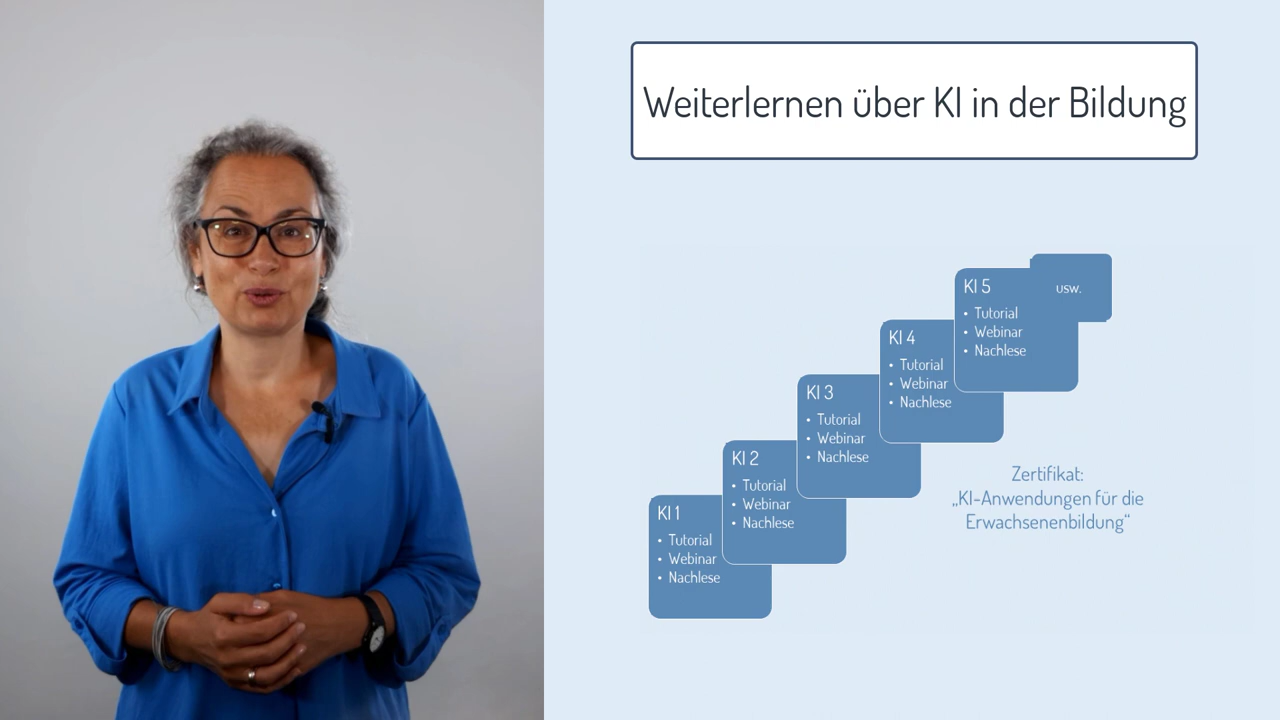 Weiterlernen über KI in der Bildung
KI 1
• Tutorial
• Webinar
• Nachlese
KI 2
• Tutorial
• Webinar
• Nachlese
KI 3
• Tutorial
• Webinar
• Nachlese
KI 4
• Tutorial
• Webinar
• Nachlese
KI 5
• Tutorial
• Webinar
• Nachlese
usw.
Zertifikat:
„KI-Anwendungen für die
Erwachsenenbildung“